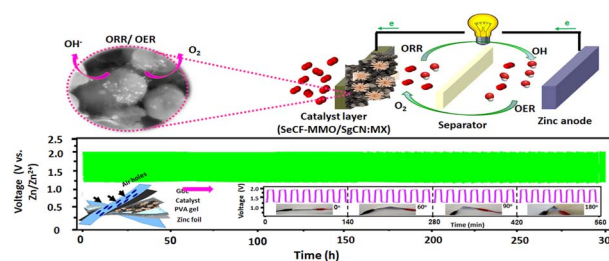 ORR/ OER
OH-
O2
e
e
ORR
OH
O2
OER
Catalyst layer
(SeCF-MMO/SgCN:MX)
Separator
Zinc anode
Voltage (V vs.
Zn/Zn2+)
2.5
2.0
1.5
1.0
0.5
0.0
Air holes
GDL
Catalyst
PVA gel
Zinc foil
Voltage (V)
2.0
1.5
1.0
0°
60°
90°
180°
0
140
280
420
560
Time (min)
0
50
100
150
200
250
300
Time (h)